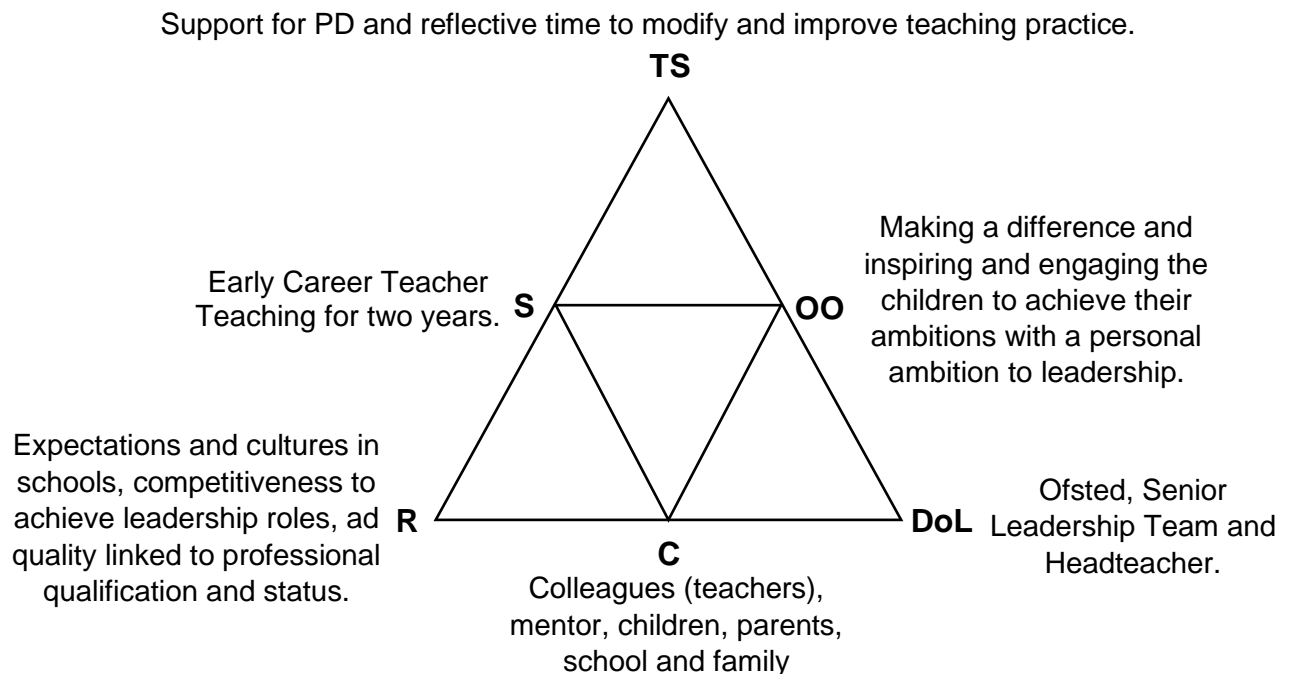 Support for PD and reflective time to modify and improve teaching practice.
TS
Early Career Teacher
Teaching for two years.
S
OO
Making a difference and
inspiring and engaging the
children to achieve their
ambitions with a personal
ambition to leadership.
Expectations and cultures in
schools, competitiveness to
achieve leadership roles, ad
quality linked to professional
qualification and status.
R
C
Colleagues (teachers),
mentor, children, parents,
school and family
DoL
Ofsted, Senior
Leadership Team and
Headteacher.